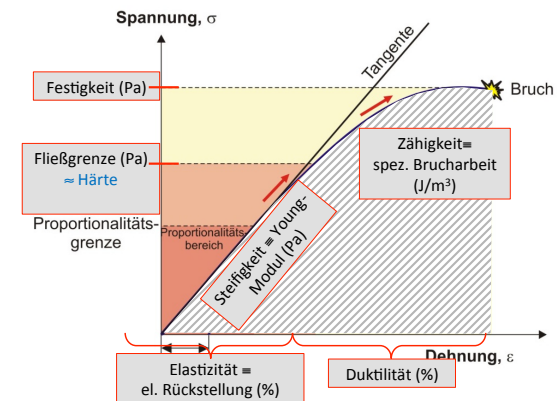 Spannung, σ
Festigkeit (Pa)
Tangente
Bruch
Fließgrenze (Pa)
≈ Härte
Zähigkeit≡
spez. Brucharbeit
(J/m³)
Proportionalitäts-
grenze
Proportionalitäts-
bereich
Steifigkeit ≡ Young-
Modul (Pa)
Dehnung, ε
Elastizität ≡
el. Rückstellung (%)
Duktilität (%)